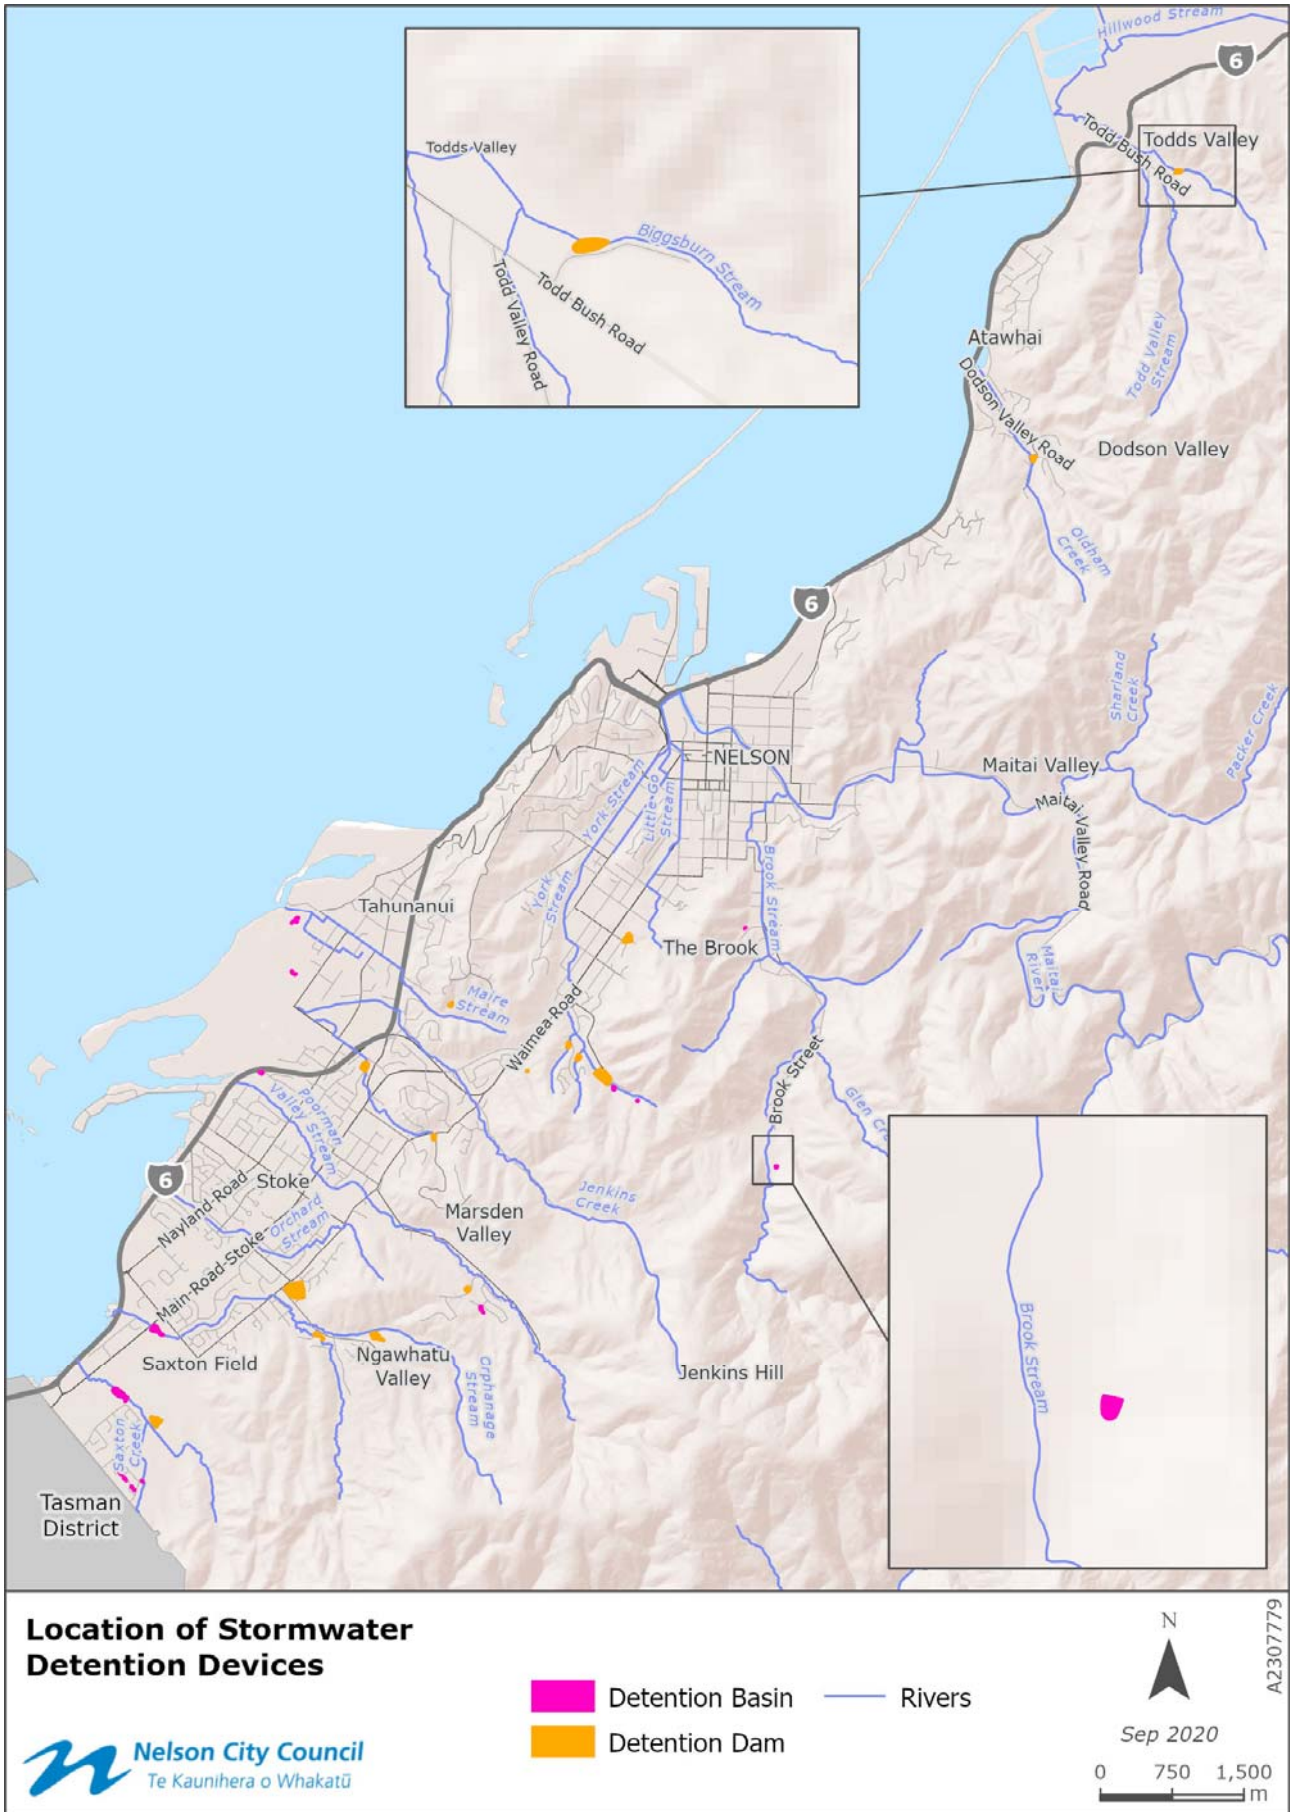 Hillwood Stream
6
Todd Bush Road
Todds Valley
Todds Valley
Biggsburn Stream
Todd Valley Road
Todd Bush Road
Atawhai
Todd Valley
Stream
Dodson Valley Road
Dodson Valley
Oldham
Creek
6
Sharland
Creek
Packer Creek
NELSON
Maitai Valley
Maitai Valley Road
York Stream
Little Go
Stream
Brook Stream
York
Stream
Tahunanui
The Brook
Maitai
River
Maire
Stream
Waimea Road
Brook Street
Poorman
Valley Stream
Glen Cre
6
Stoke
Nayland-Road
Orchard
Stream
Main-Road-Stoke
Marsden
Valley
Jenkins
Creek
Brook Stream
Saxton Field
Ngawhatu
Valley
Orphanage
Stream
Jenkins Hill
Saxton
Creek
Tasman
District
Location of Stormwater
Detention Devices
Detention Basin
Rivers
Detention Dam
Nelson City Council
Te Kaunihera o Whakatū
N
Sep 2020
0 750 1,500
m
A2307779